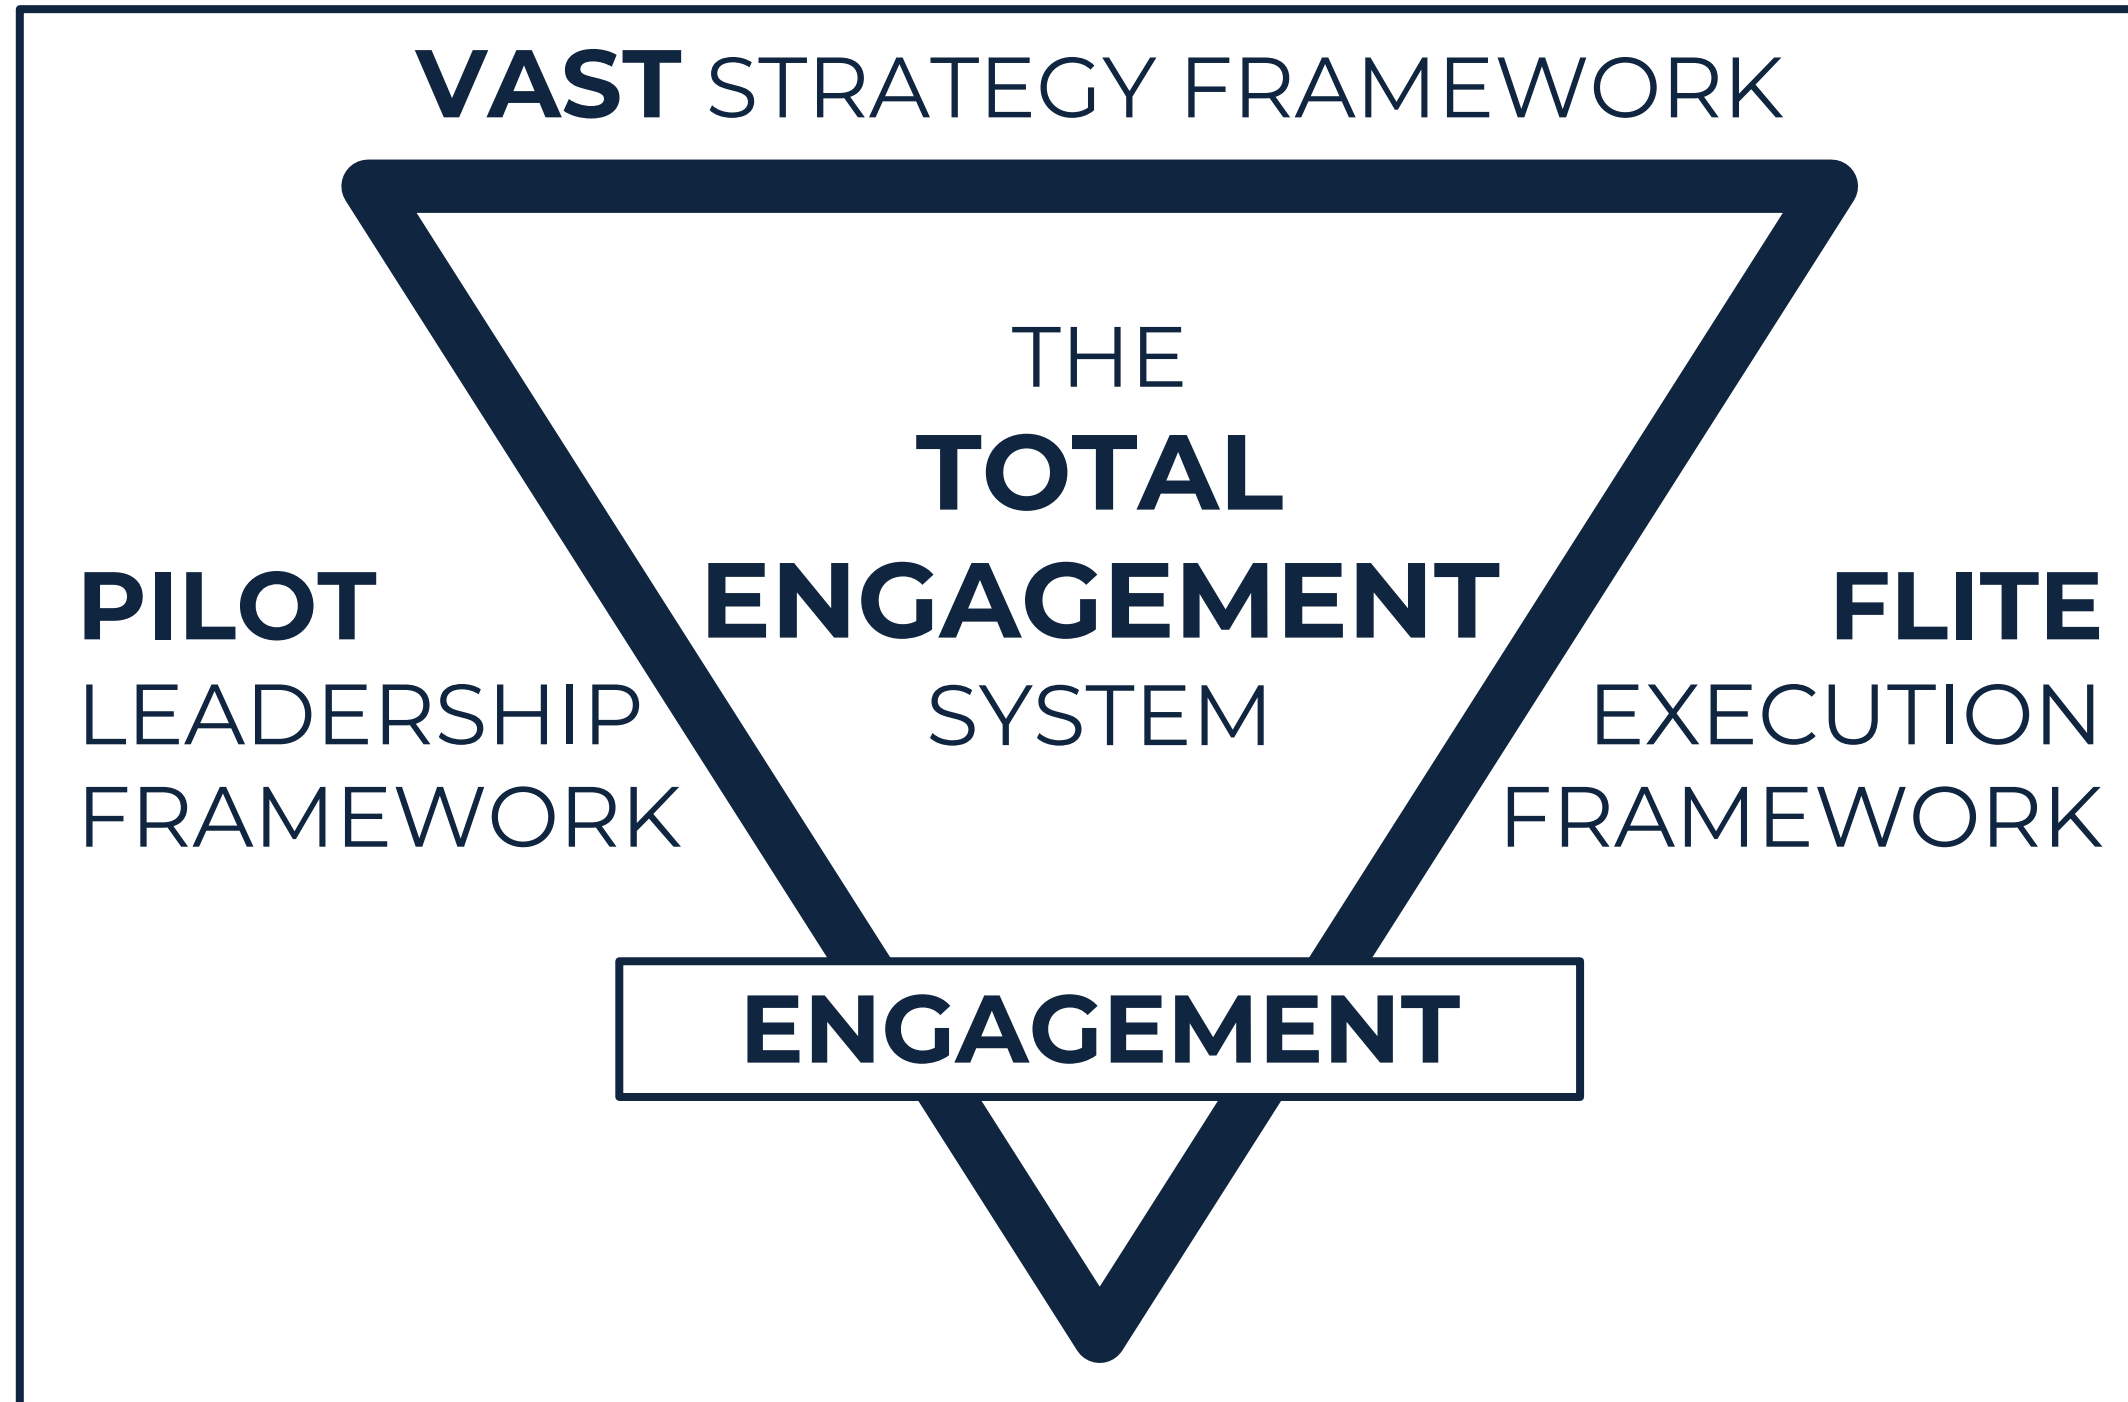 VAST STRATEGY FRAMEWORK
THE
TOTAL
ENGAGEMENT
SYSTEM
PILOT
LEADERSHIP
FRAMEWORK
FLITE
EXECUTION
FRAMEWORK
ENGAGEMENT